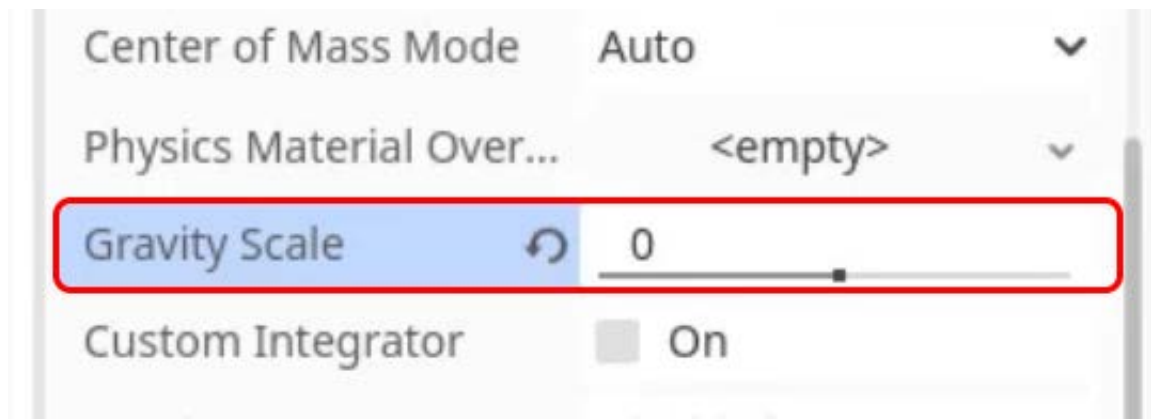 Center of Mass Mode Auto
Physics Material Over... <empty>
Gravity Scale 0
Custom Integrator On